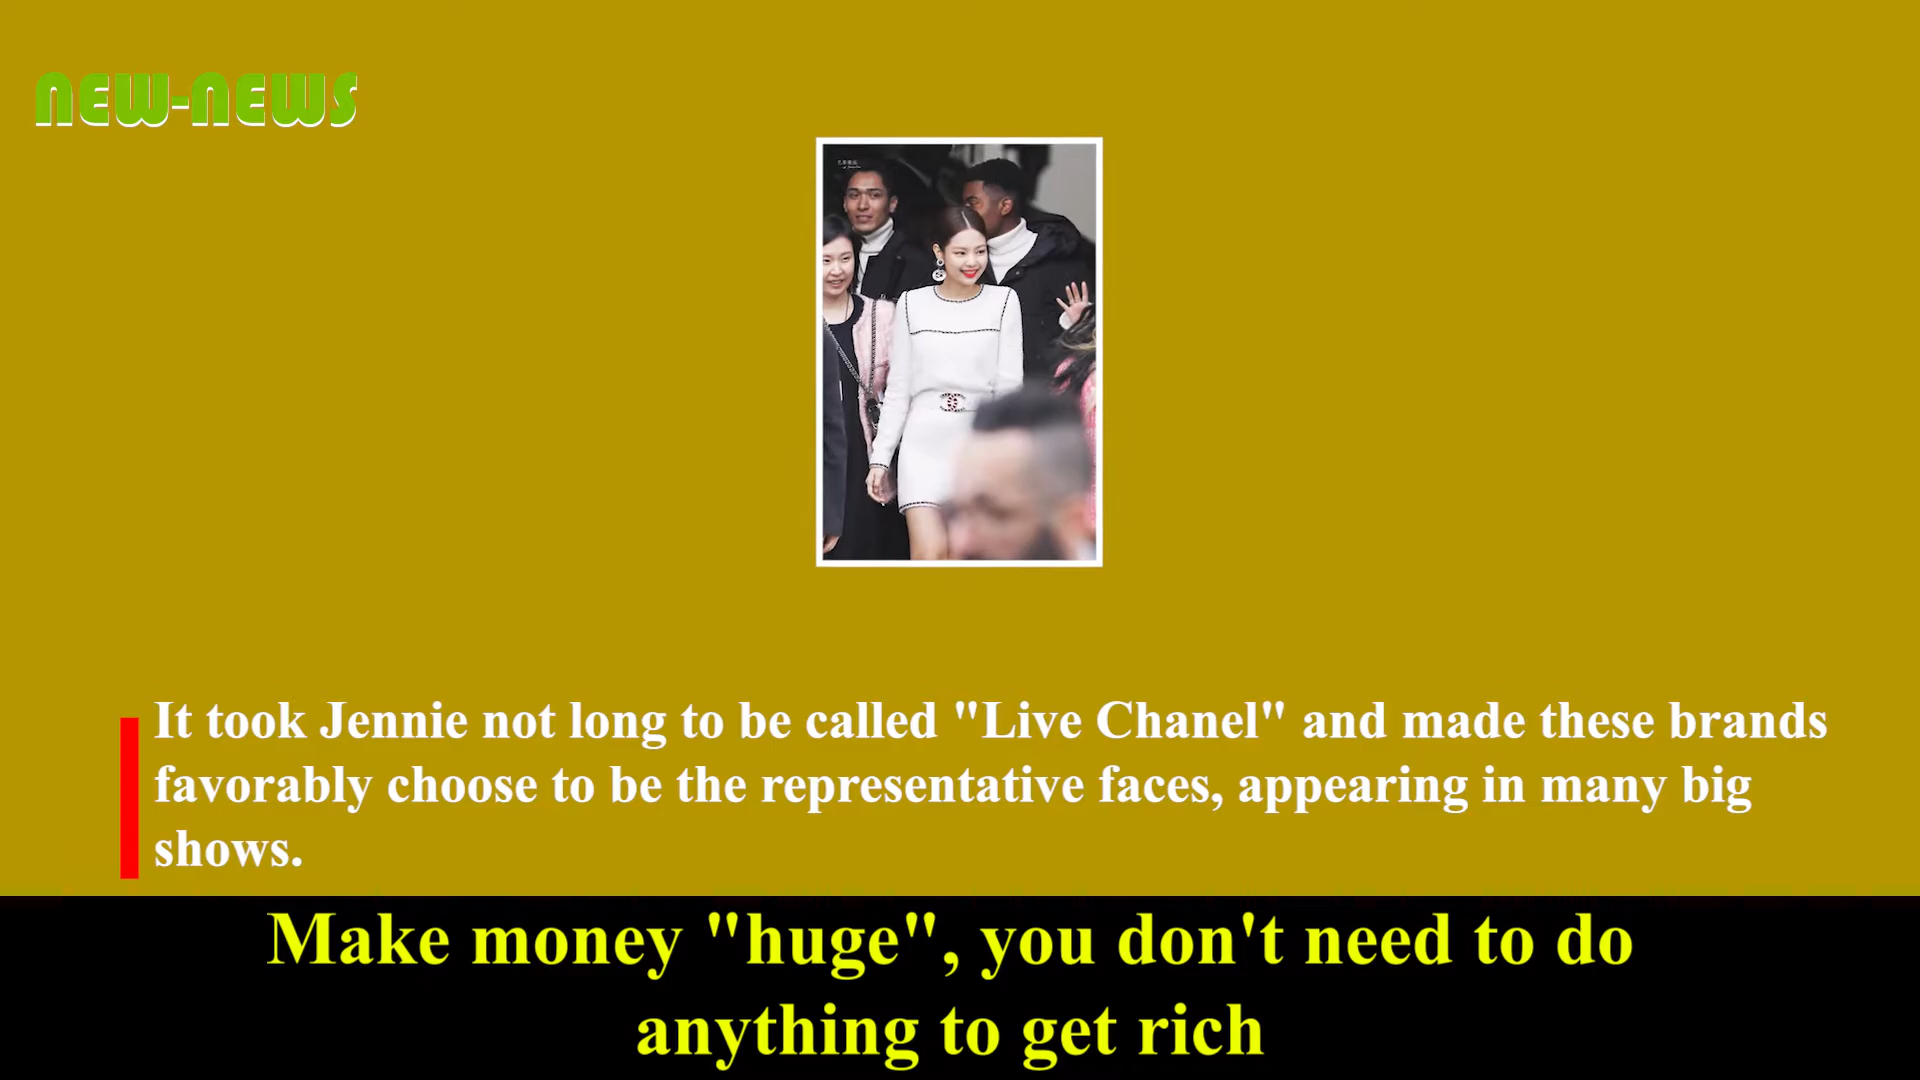 NEW-NEWS
It took Jennie not long to be called "Live Chanel" and made these brands
favorably choose to be the representative faces, appearing in many big
shows.
Make money "huge", you don't need to do
anything to get rich